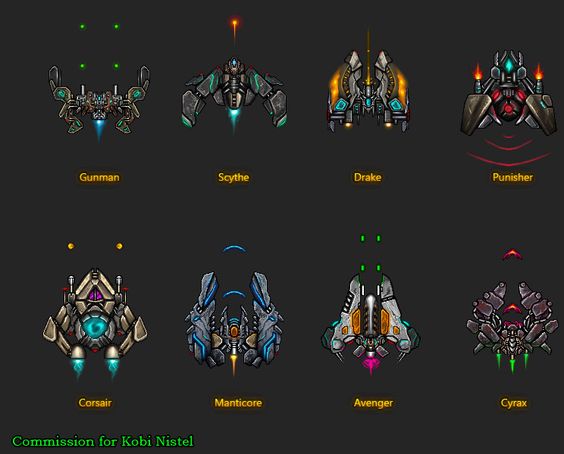 Gunman Scythe Drake Punisher
Corsair Manticore Avenger Cyrax
Commission for Kobi Nistel